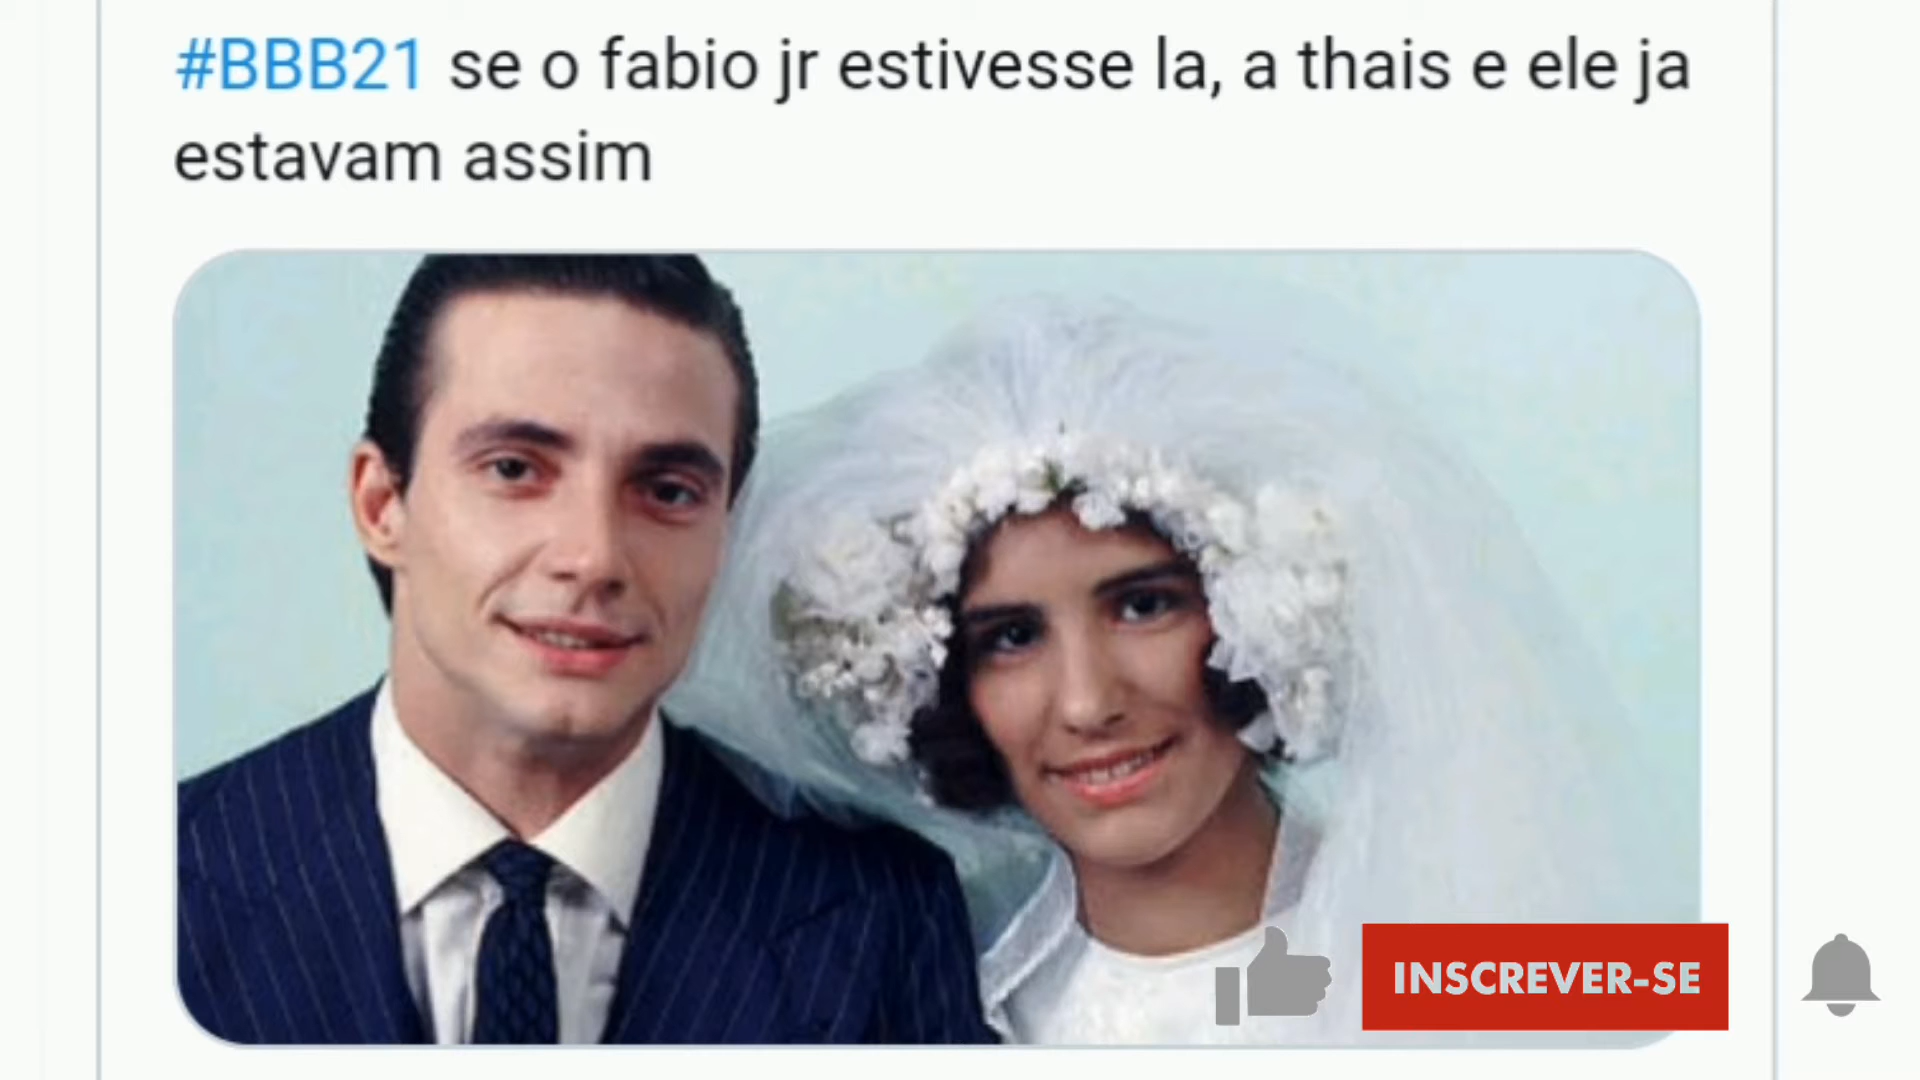 #BBB21 se o fabio jr estivesse la, a thais e ele ja
estavam assim
INSCREVER-SE